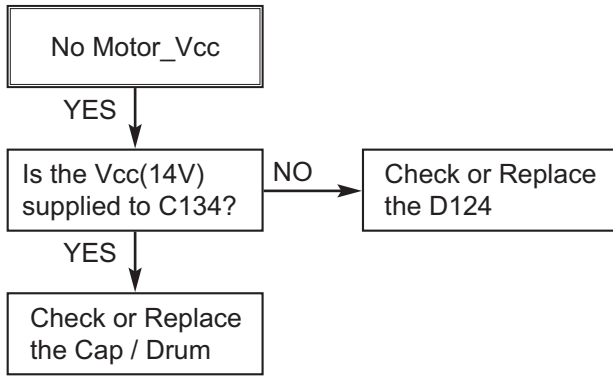 No Motor_Vcc
YES
Is the Vcc(14V)
supplied to C134?
NO
Check or Replace
the D124
YES
Check or Replace
the Cap / Drum